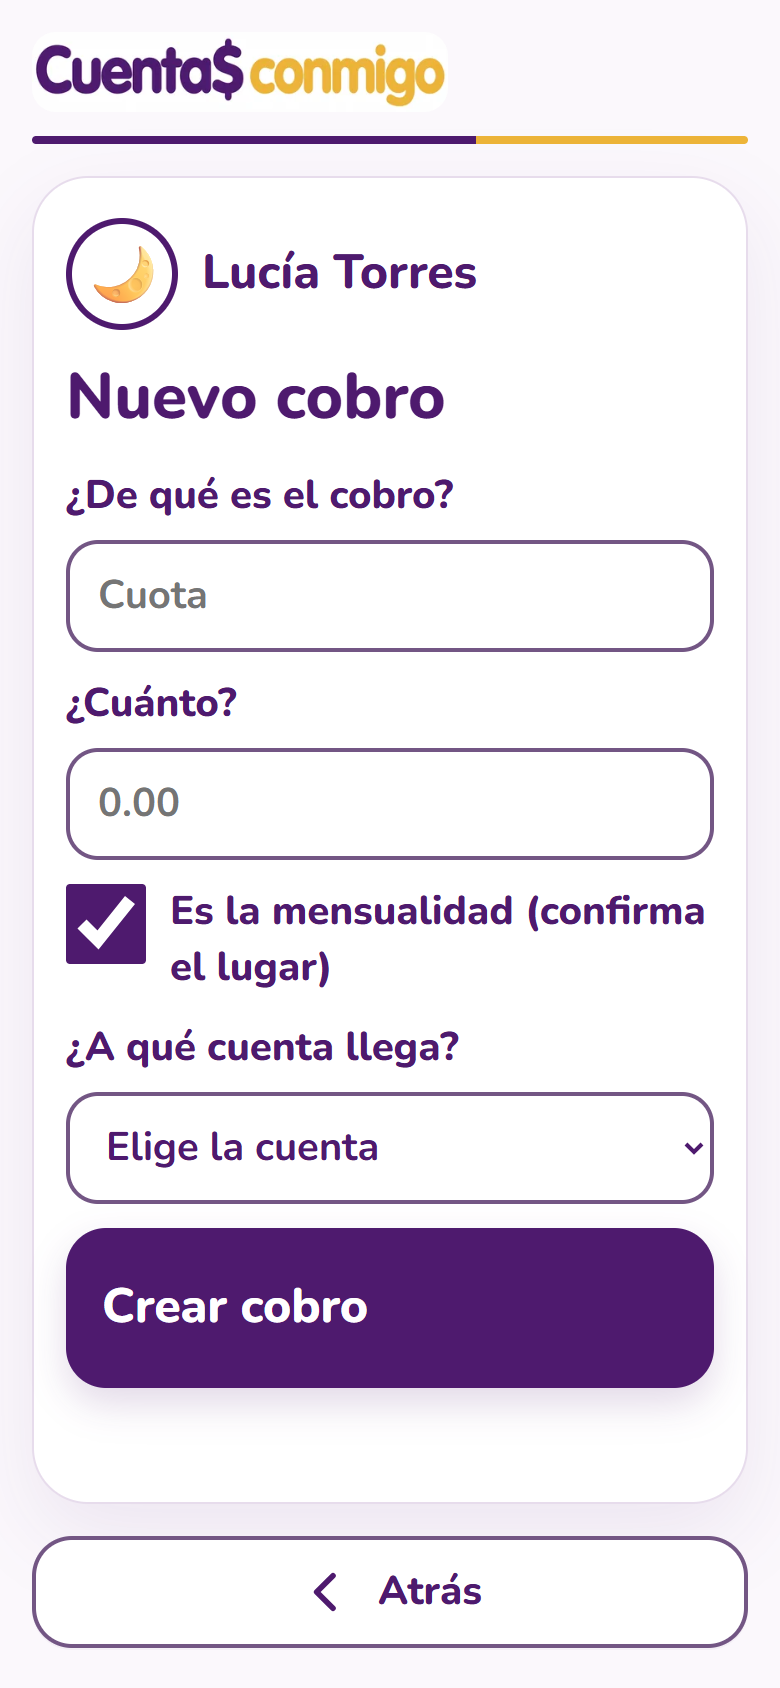 Cuenta$ conmigo
Lucía Torres
Nuevo cobro
¿De qué es el cobro?
Cuota
¿Cuánto?
0.00
Es la mensualidad (confirma
el lugar)
¿A qué cuenta llega?
Elige la cuenta
Crear cobro
Atrás